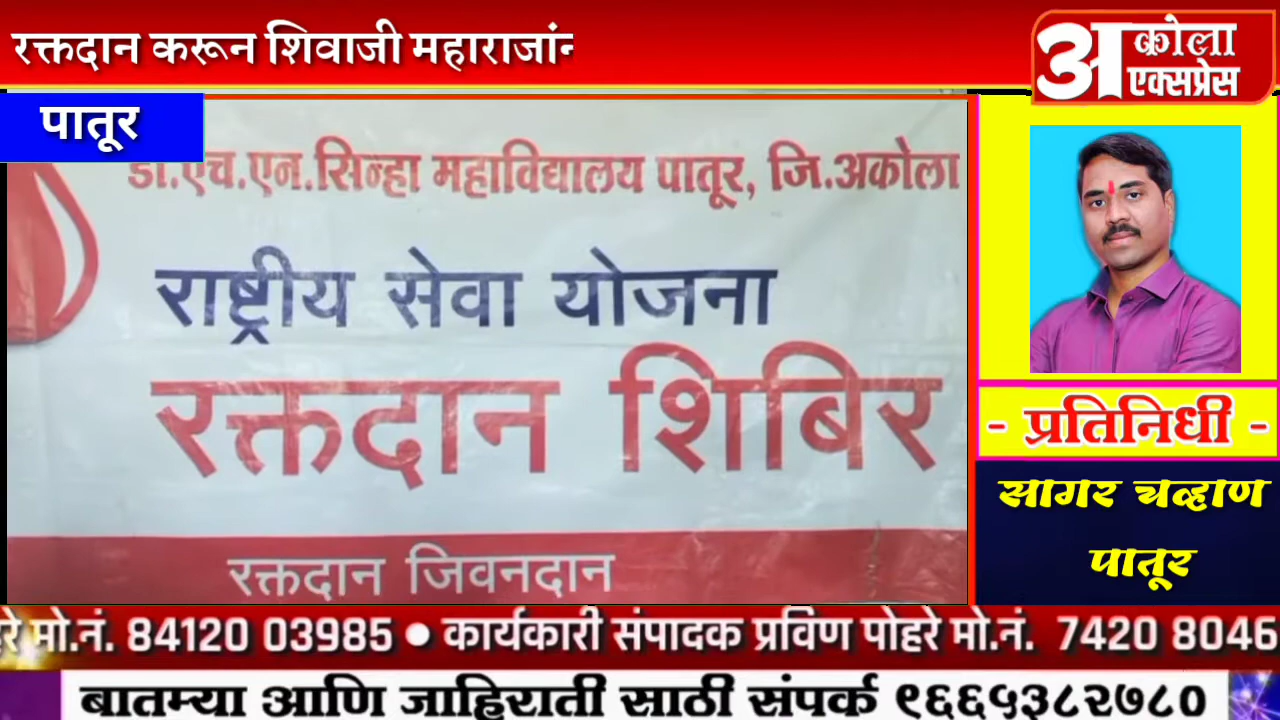 रक्तदान करून शिवाजी महाराजांन
अकोला
एक्सप्रेस
पातूर
डॉ.एच.एन.सिन्हा महाविद्यालय पातूर, जि.अकोला
राष्ट्रीय सेवा योजना
रक्तदान शिबिर
रक्तदान जिवनदान
- प्रतिनिधी -
सागर चव्हाण
पातूर
मो.नं. 84120 03985 ● कार्यकारी संपादक प्रविण पोहरे मो.नं. 7420 8046
बातम्या आणि जाहिराती साठी संपर्क ९६६५३८२७८०